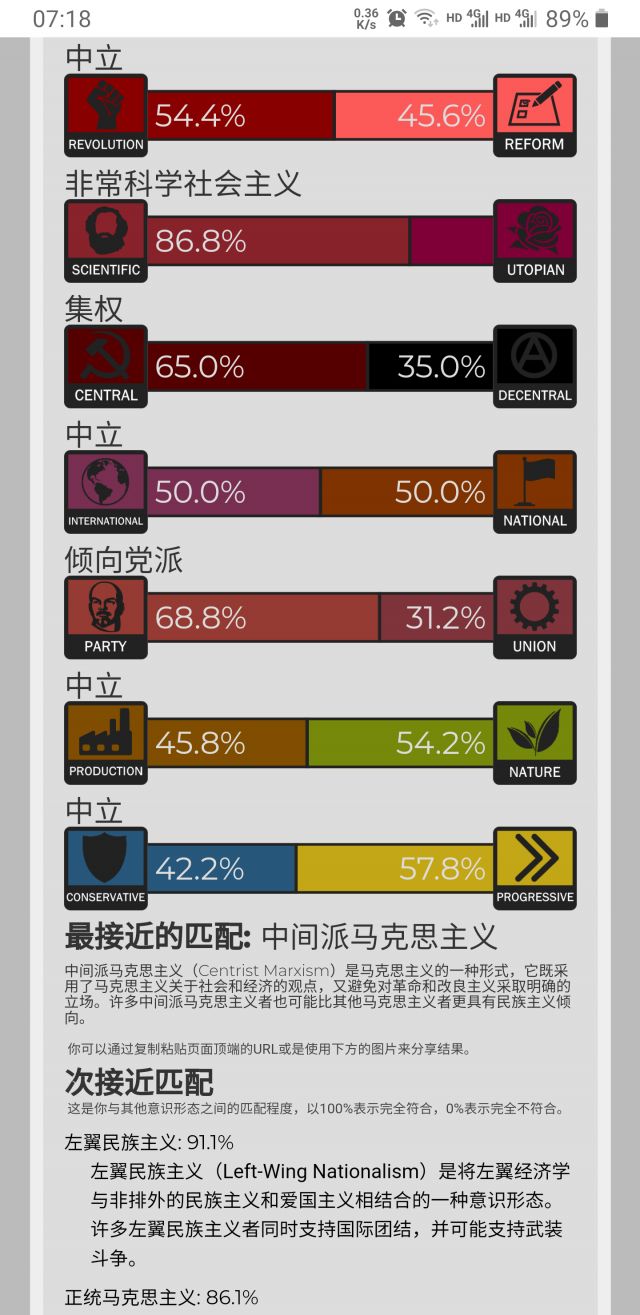 07:18 0.36 K/s HD 4G HD 4G 89%
中立
REVOLUTION 54.4% 45.6% REFORM
非常科学社会主义
SCIENTIFIC 86.8% UTOPIAN
集权
CENTRAL 65.0% 35.0% DECENTRAL
中立
INTERNATIONAL 50.0% 50.0% NATIONAL
倾向党派
PARTY 68.8% 31.2% UNION
中立
PRODUCTION 45.8% 54.2% NATURE
中立
CONSERVATIVE 42.2% 57.8% PROGRESSIVE
最接近的匹配: 中间派马克思主义
中间派马克思主义（Centrist Marxism）是马克思主义的一种形式，它既采
用了马克思主义关于社会和经济的观点，又避免对革命和改良主义采取明确的
立场。许多中间派马克思主义者也可能比其他马克思主义者更具有民族主义倾
向。
你可以通过复制粘贴页面顶端的URL或是使用下方的图片来分享结果。
次接近匹配
这是你与其他意识形态之间的匹配程度，以100%表示完全符合，0%表示完全不符合。
左翼民族主义: 91.1%
左翼民族主义（Left-Wing Nationalism）是将左翼经济学
与非排外的民族主义和爱国主义相结合的一种意识形态。
许多左翼民族主义者同时支持国际团结，并可能支持武装
斗争。
正统马克思主义: 86.1%